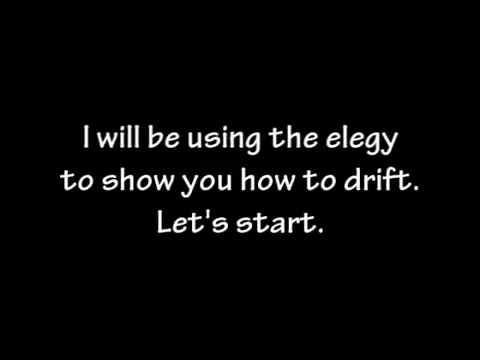 I will be using the elegy
to show you how to drift.
Let's start.